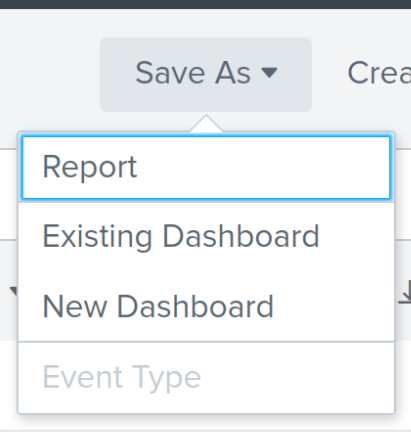 Save As
Report
Existing Dashboard
New Dashboard
Event Type